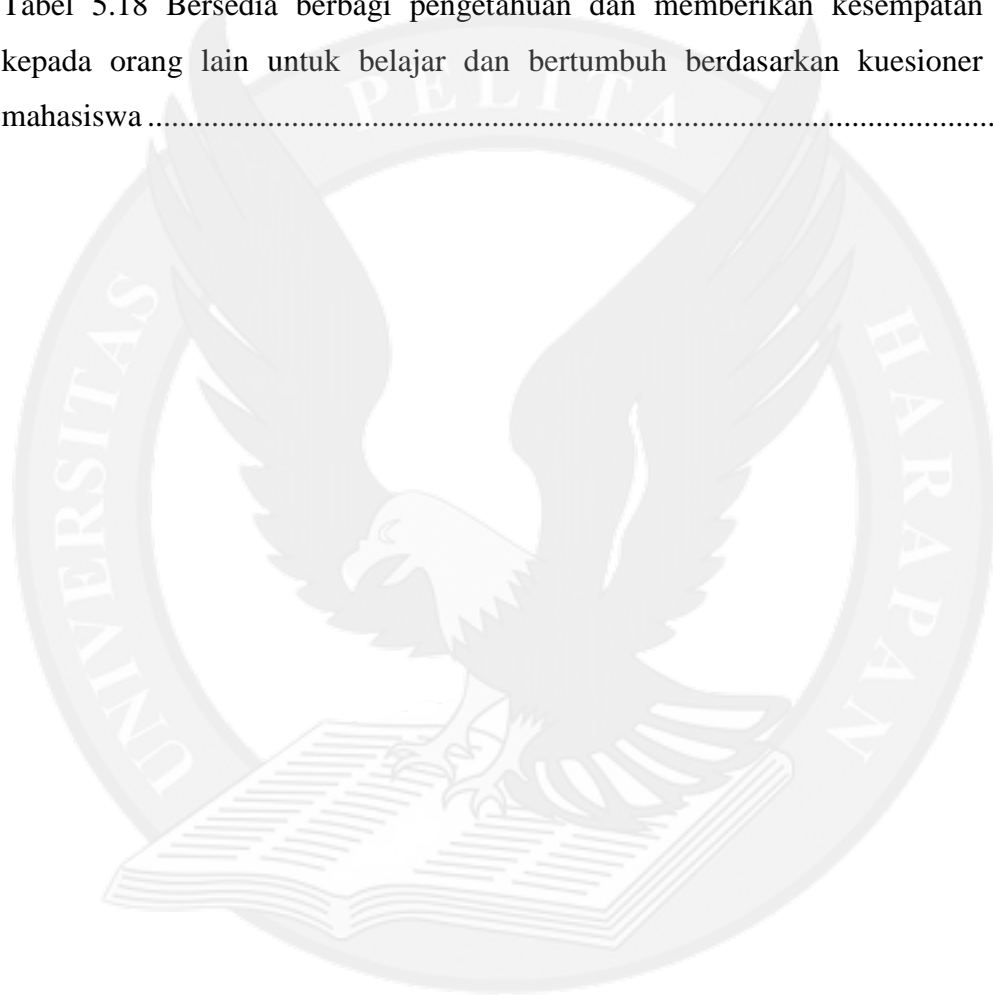 Tabel 5.18 Bersedia berbagi pengetahuan dan memberikan kesempatan
kepada orang lain untuk belajar dan bertumbuh berdasarkan kuesioner
mahasiswa ..........................................................................................................
UNIVERSITAS PELITA HARAPAN